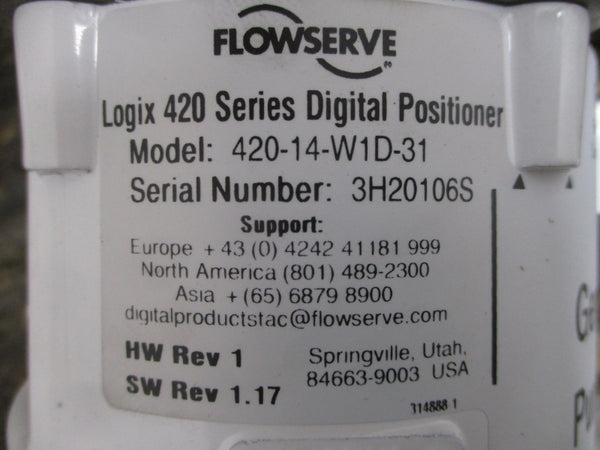 FLOWSERVE
Logix 420 Series Digital Positioner
Model: 420-14-W1D-31
Serial Number: 3H20106S
Support:
Europe + 43 (0) 4242 41181 999
North America (801) 489-2300
Asia + (65) 6879 8900
digitalproductstac@flowserve.com
HW Rev 1
SW Rev 1.17
Springville, Utah,
84663-9003 USA
314888 1